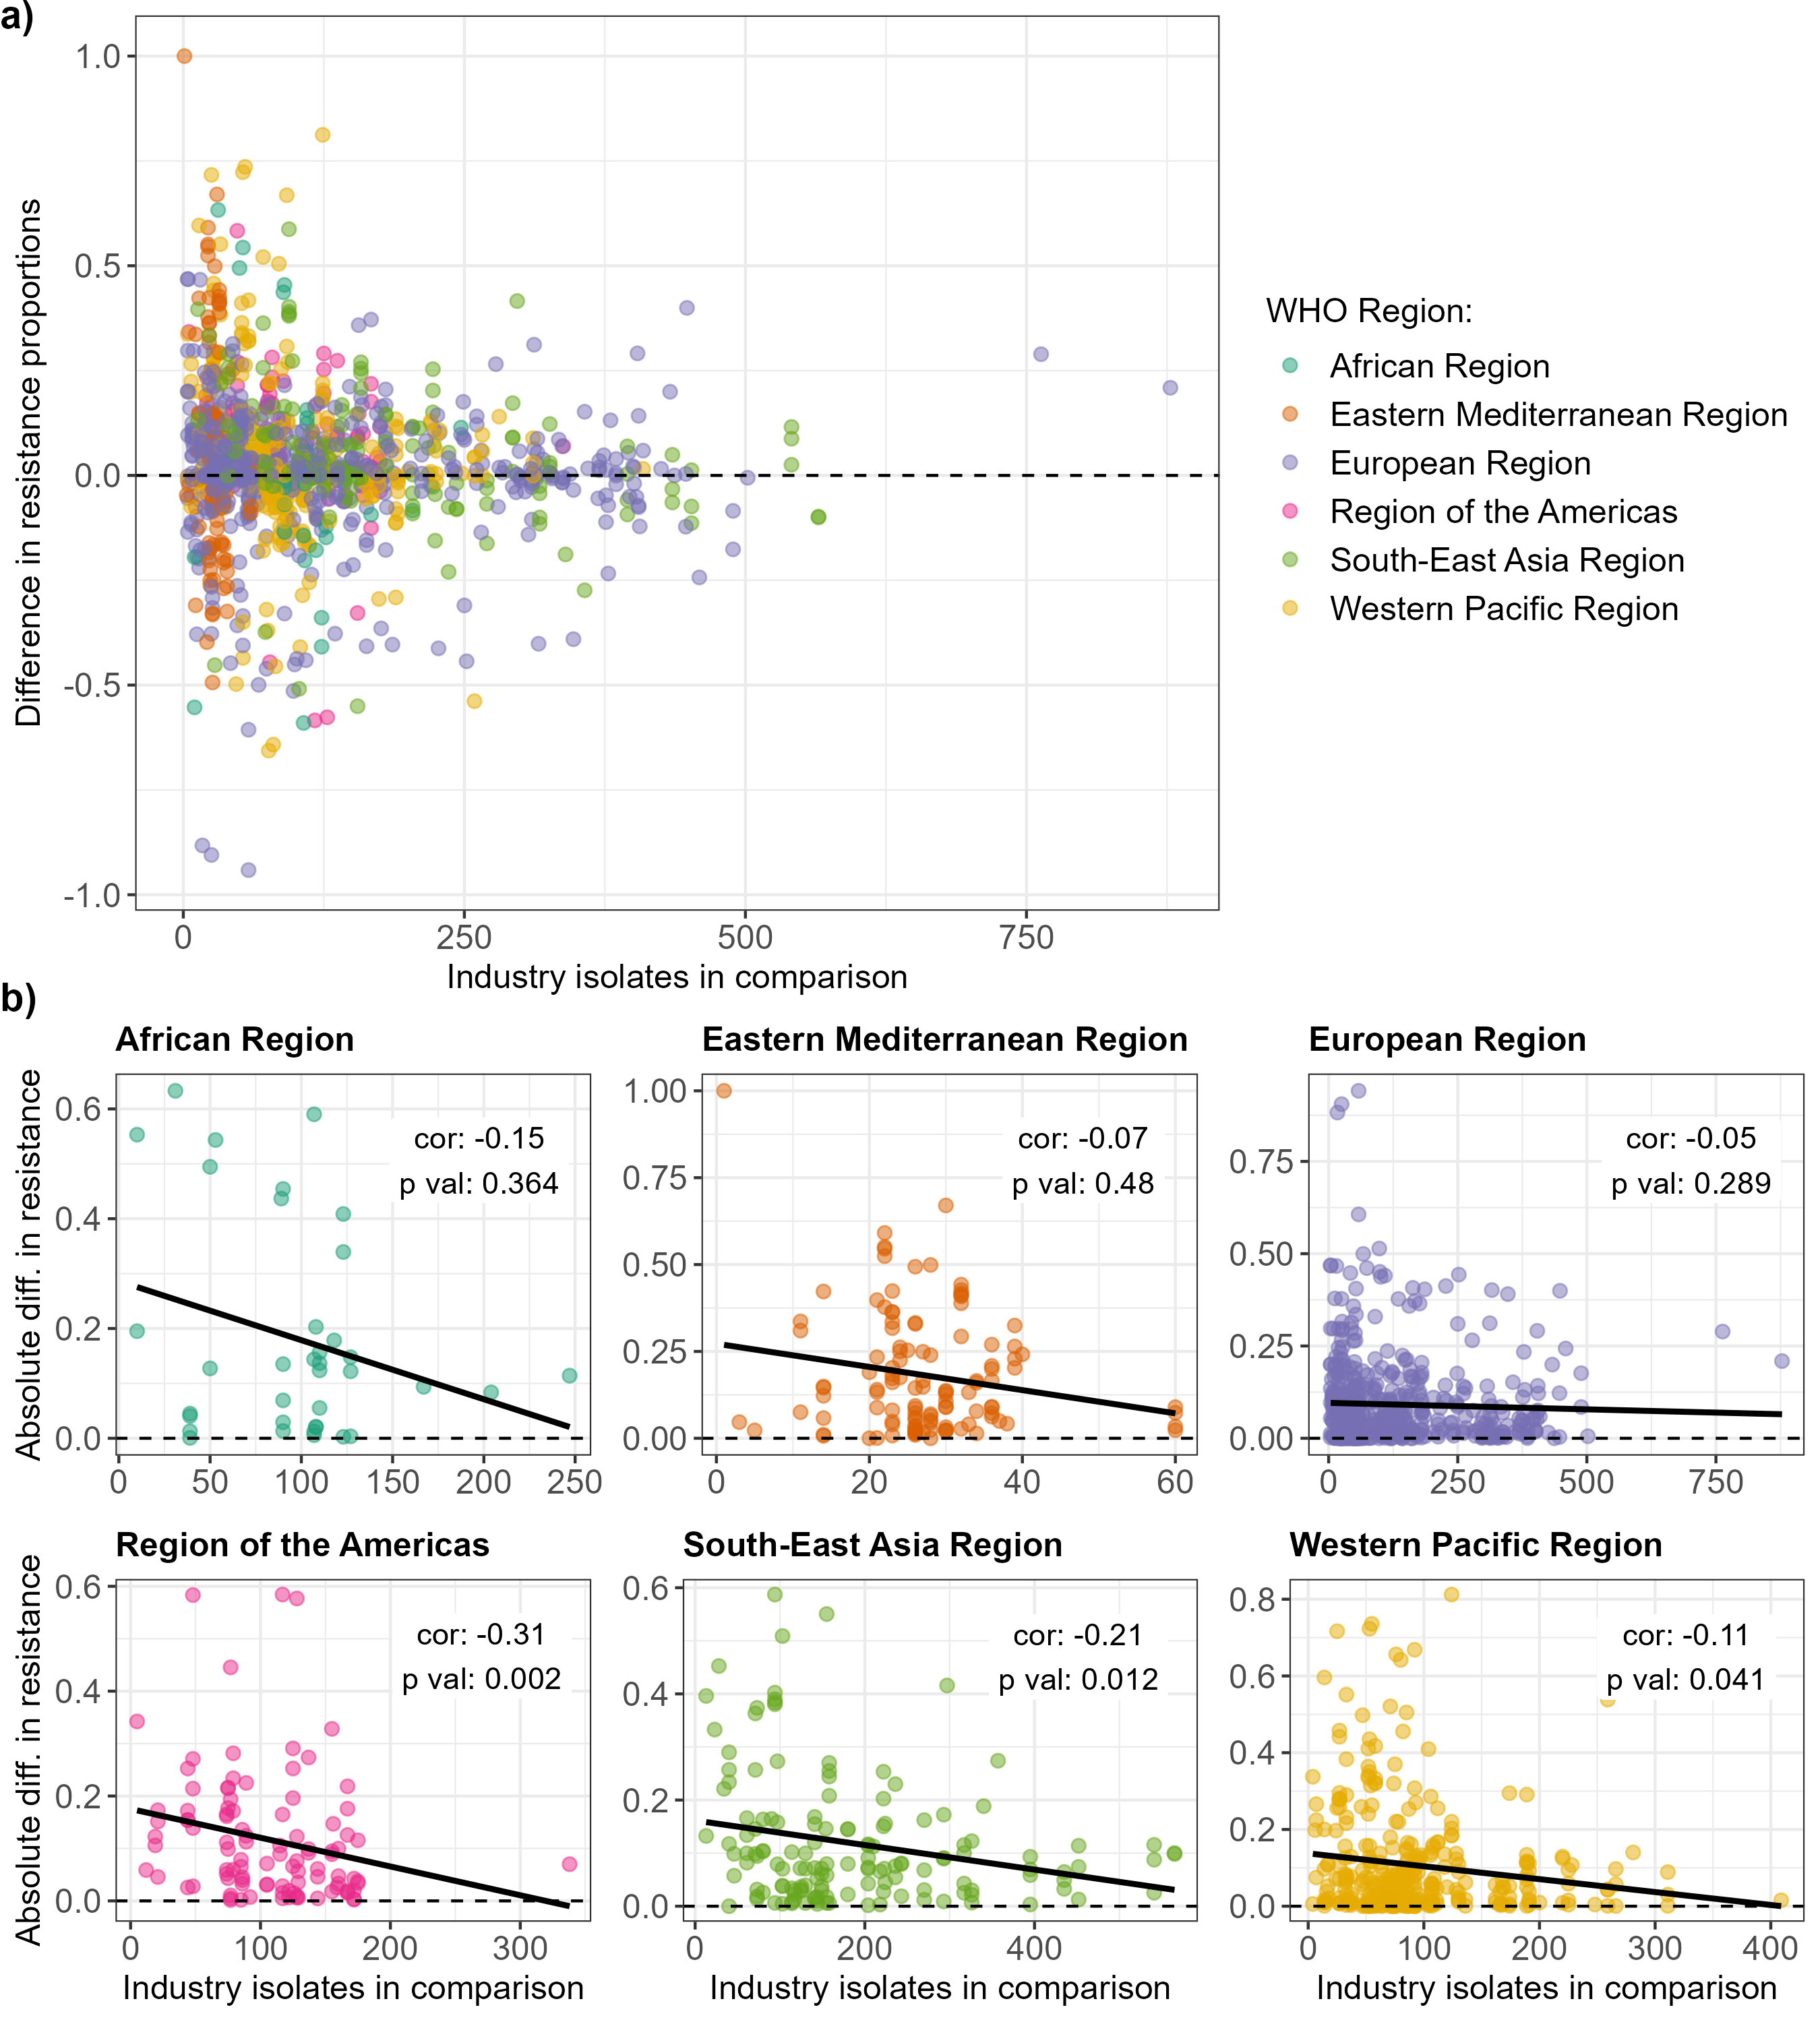 a)
1.0
0.5
0.0
-0.5
-1.0
Difference in resistance proportions
0 250 500 750
Industry isolates in comparison
WHO Region:
African Region
Eastern Mediterranean Region
European Region
Region of the Americas
South-East Asia Region
Western Pacific Region
b)
African Region
Absolute diff. in resistance
0.6
0.4
0.2
0.0
cor: -0.15
p val: 0.364
0 50 100 150 200 250
Eastern Mediterranean Region
1.00
0.75
0.50
0.25
0.00
cor: -0.07
p val: 0.48
0 20 40 60
European Region
0.75
0.50
0.25
0.00
cor: -0.05
p val: 0.289
0 250 500 750
Region of the Americas
Absolute diff. in resistance
0.6
0.4
0.2
0.0
cor: -0.31
p val: 0.002
0 100 200 300
Industry isolates in comparison
South-East Asia Region
0.6
0.4
0.2
0.0
cor: -0.21
p val: 0.012
0 200 400
Industry isolates in comparison
Western Pacific Region
0.8
0.6
0.4
0.2
0.0
cor: -0.11
p val: 0.041
0 100 200 300 400
Industry isolates in comparison